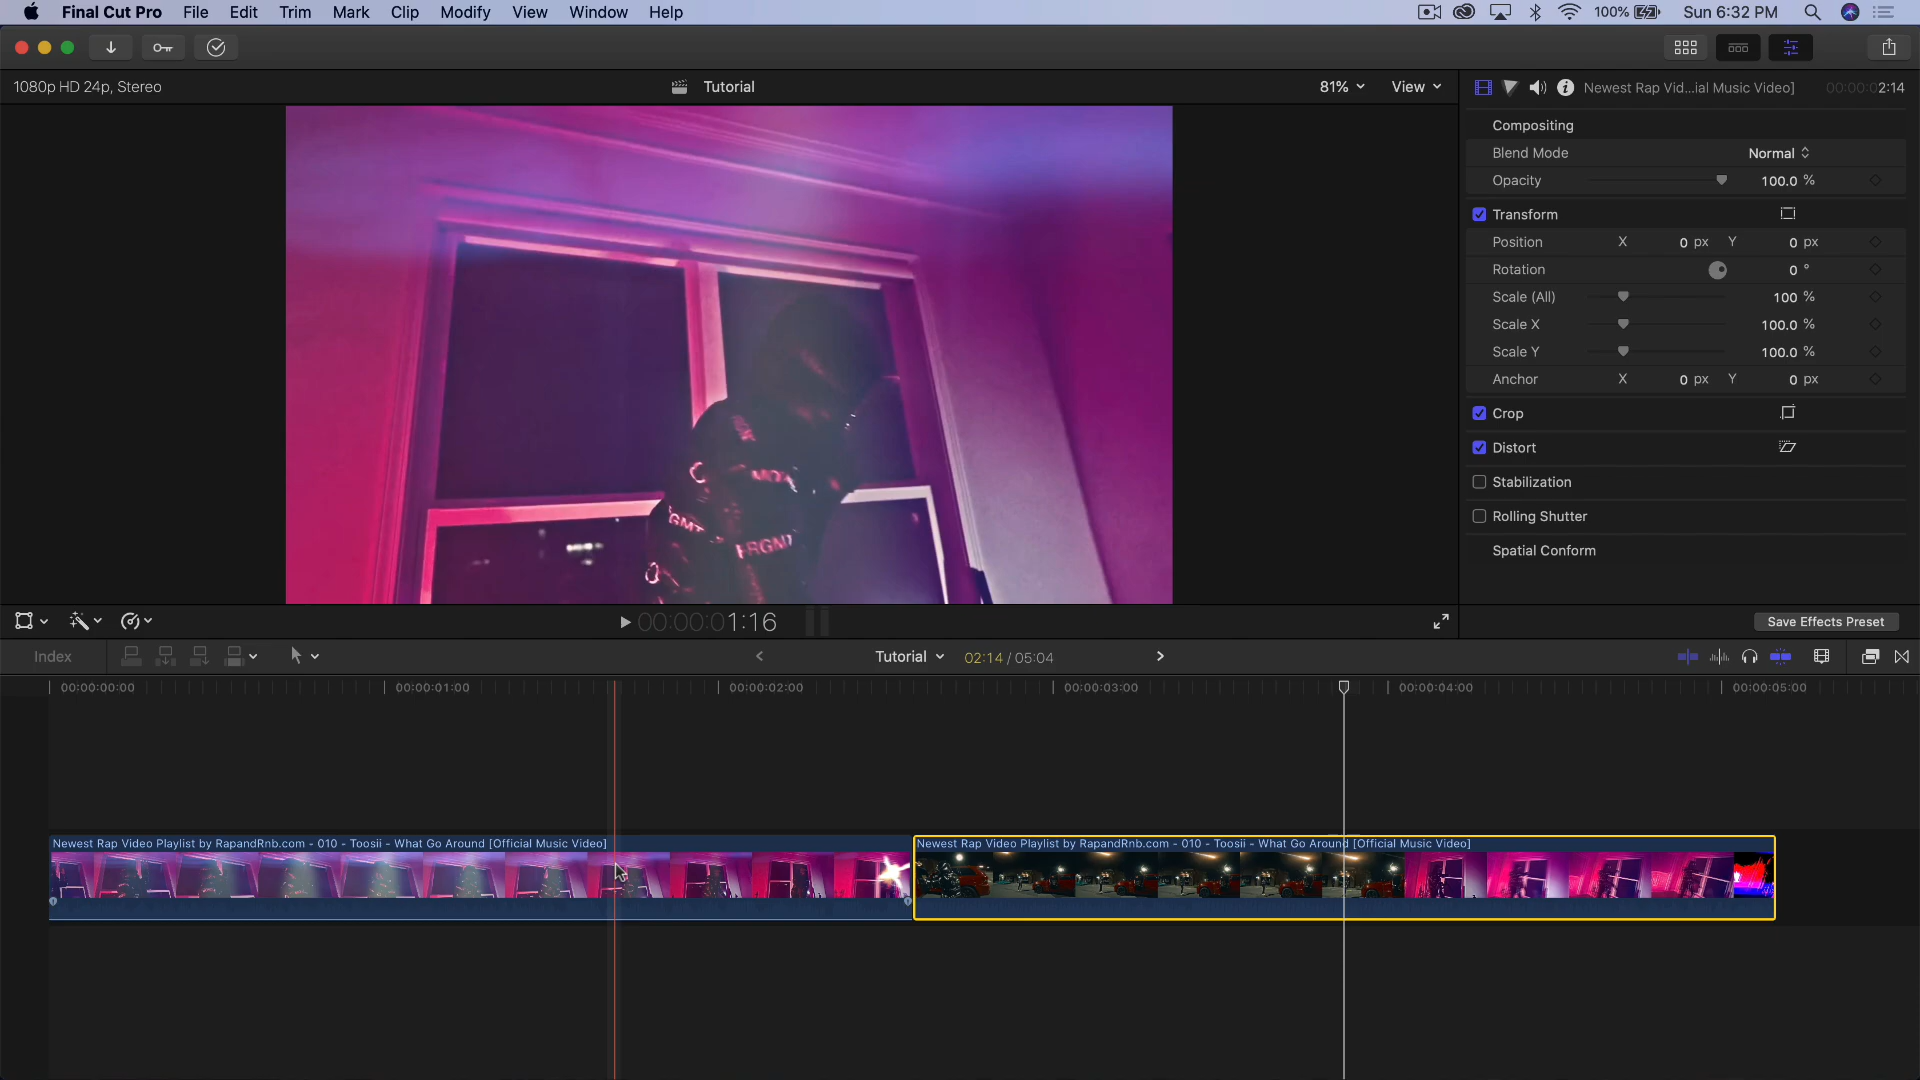 Final Cut Pro File Edit Trim Mark Clip Modify View Window Help 100% Sun 6:32 PM
1080p HD 24p, Stereo Tutorial 81% View Newest Rap Vid...ial Music Video] 00:00:02:14
Compositing
Blend Mode Normal
Opacity 100.0 %
Transform
Position X 0 px Y 0 px
Rotation 0 °
Scale (All) 100 %
Scale X 100.0 %
Scale Y 100.0 %
Anchor X 0 px Y 0 px
Crop
Distort
Stabilization
Rolling Shutter
Spatial Conform
FRGMT
00:00:01:16 Save Effects Preset
Index Tutorial 02:14 / 05:04
00:00:00:00 00:00:01:00 00:00:02:00 00:00:03:00 00:00:04:00 00:00:05:00
Newest Rap Video Playlist by RapandRnb.com - 010 - Toosii - What Go Around [Official Music Video] Newest Rap Video Playlist by RapandRnb.com - 010 - Toosii - What Go Around [Official Music Video]